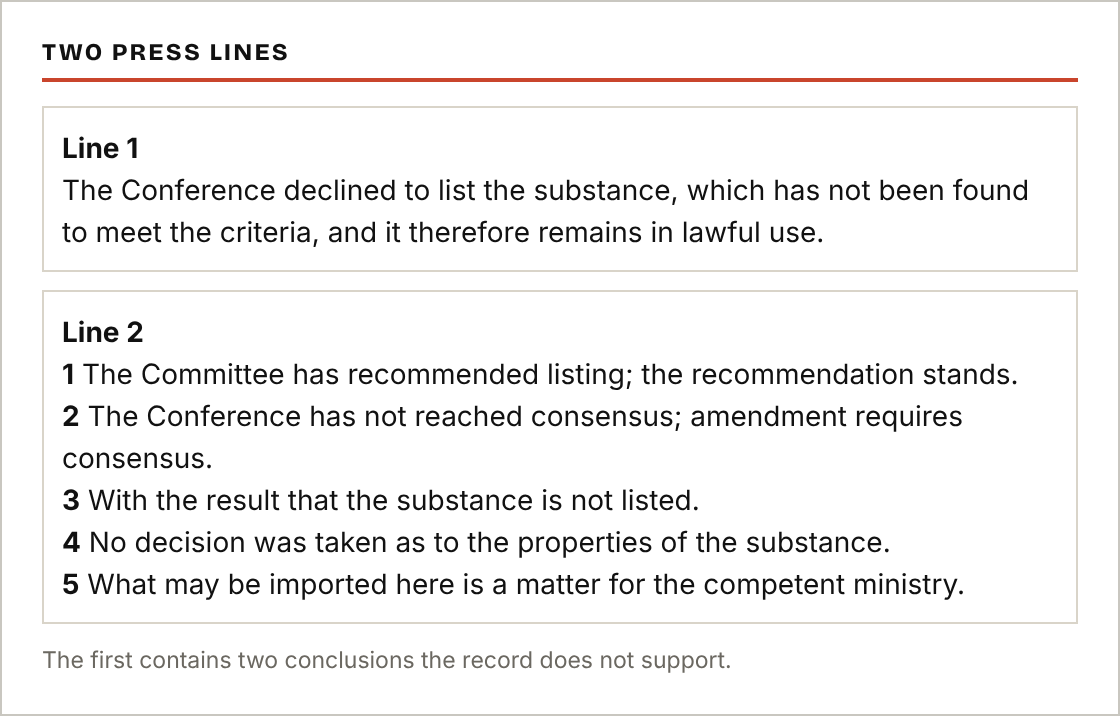 TWO PRESS LINES
Line 1
The Conference declined to list the substance, which has not been found
to meet the criteria, and it therefore remains in lawful use.
Line 2
1 The Committee has recommended listing; the recommendation stands.
2 The Conference has not reached consensus; amendment requires
consensus.
3 With the result that the substance is not listed.
4 No decision was taken as to the properties of the substance.
5 What may be imported here is a matter for the competent ministry.
The first contains two conclusions the record does not support.